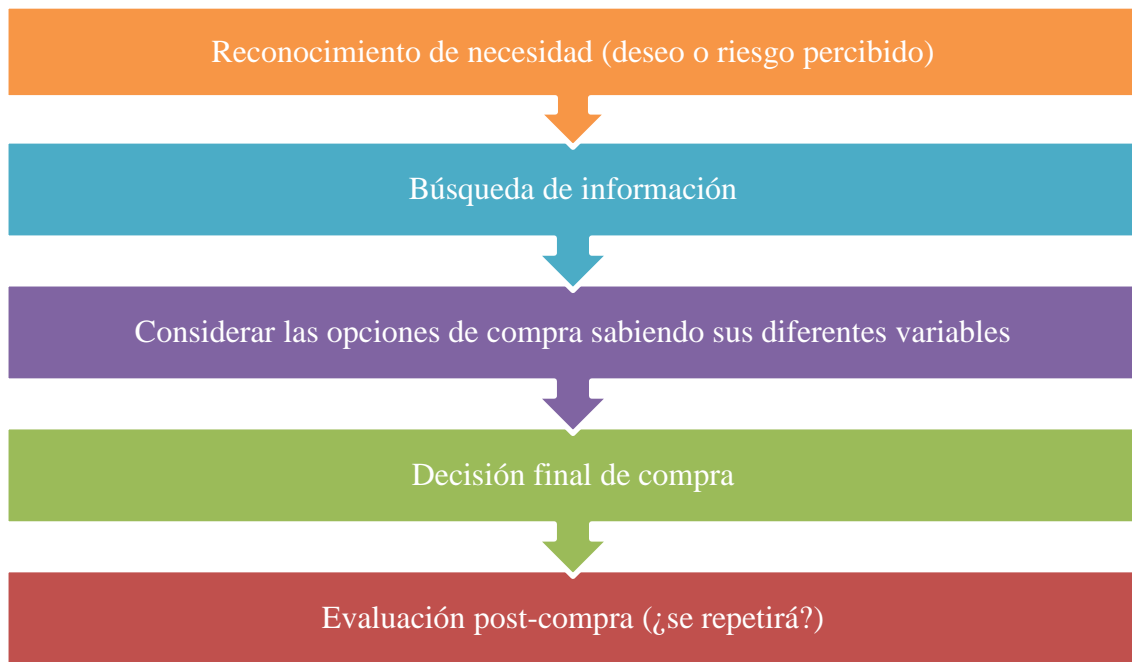 Reconocimiento de necesidad (deseo o riesgo percibido)
Búsqueda de información
Considerar las opciones de compra sabiendo sus diferentes variables
Decisión final de compra
Evaluación post-compra (¿se repetirá?)